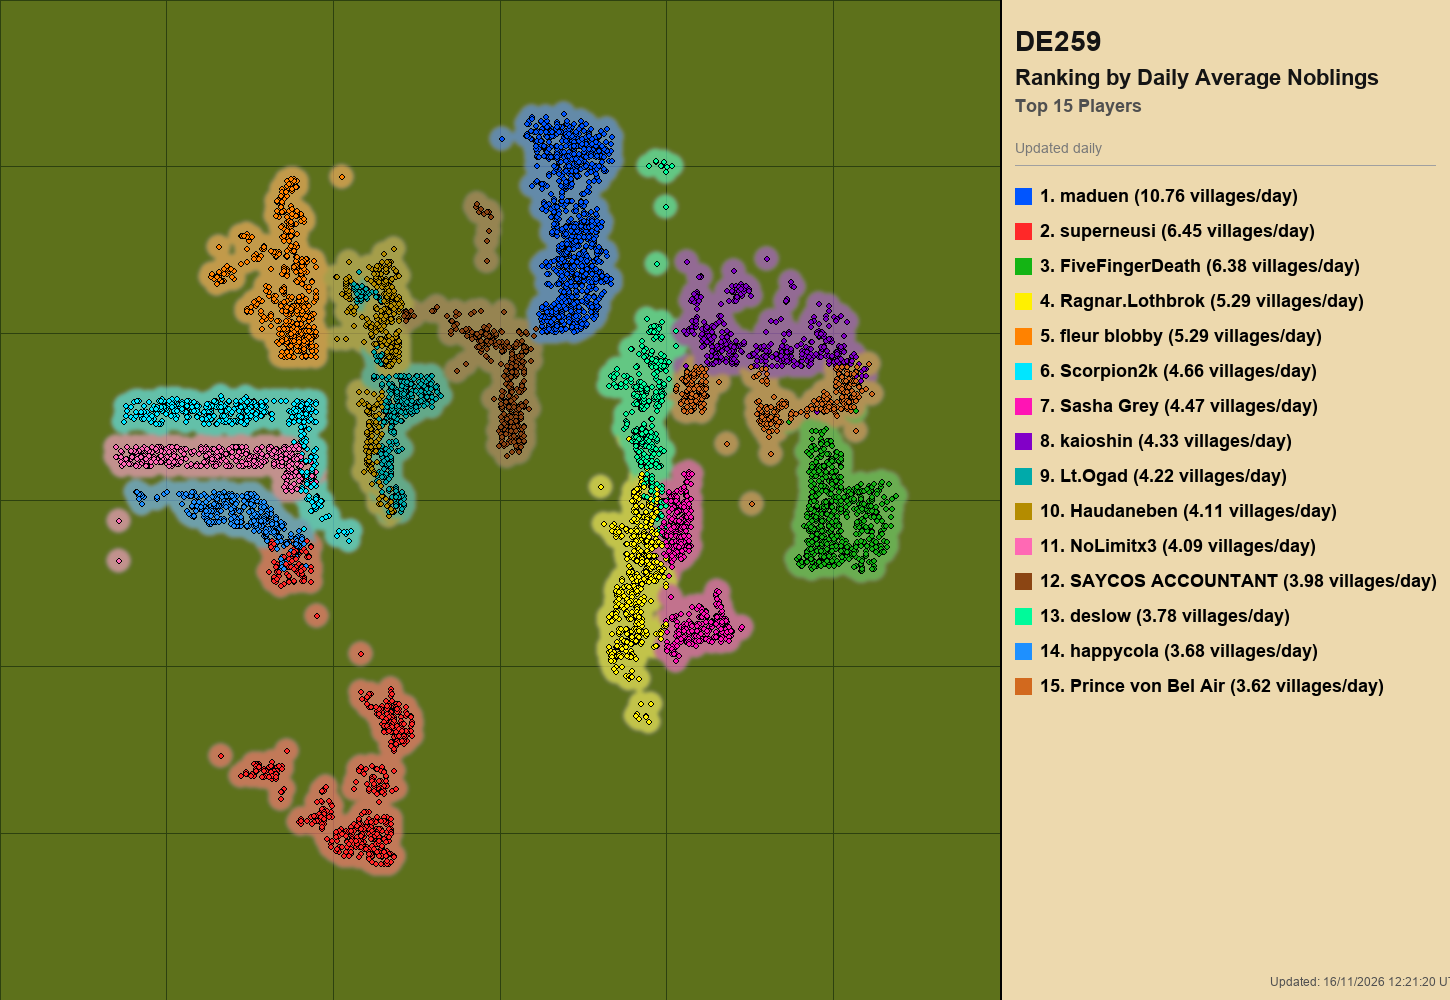 DE259
Ranking by Daily Average Noblings
Top 15 Players
Updated daily
1. maduen (10.76 villages/day)
2. superneusi (6.45 villages/day)
3. FiveFingerDeath (6.38 villages/day)
4. Ragnar.Lothbrok (5.29 villages/day)
5. fleur blobby (5.29 villages/day)
6. Scorpion2k (4.66 villages/day)
7. Sasha Grey (4.47 villages/day)
8. kaioshin (4.33 villages/day)
9. Lt.Ogad (4.22 villages/day)
10. Haudaneben (4.11 villages/day)
11. NoLimitx3 (4.09 villages/day)
12. SAYCOS ACCOUNTANT (3.98 villages/day)
13. deslow (3.78 villages/day)
14. happycola (3.68 villages/day)
15. Prince von Bel Air (3.62 villages/day)
Updated: 16/11/2026 12:21:20